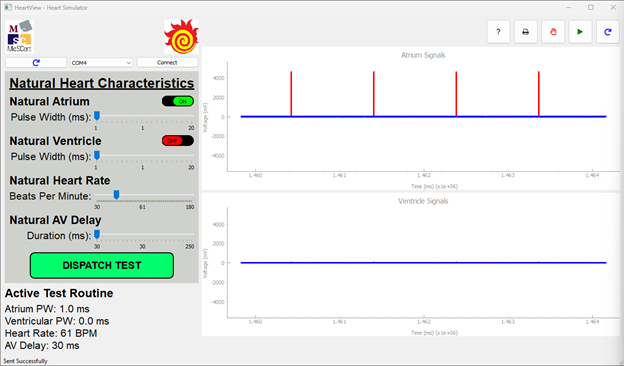 HeartView - Heart Simulator
M
S
MacSCort
COM4
Connect
?
Natural Heart Characteristics
Natural Atrium
ON
Pulse Width (ms):
1 1 20
Natural Ventricle
OFF
Pulse Width (ms):
1 1 20
Natural Heart Rate
Beats Per Minute:
30 61 180
Natural AV Delay
Duration (ms):
30 30 250
DISPATCH TEST
Active Test Routine
Atrium PW: 1.0 ms
Ventricular PW: 0.0 ms
Heart Rate: 61 BPM
AV Delay: 30 ms
Sent Successfully
Atrium Signals
Voltage (mV)
4000
2000
0
-2000
-4000
1.460 1.461 1.462 1.463 1.464
Time (ms) (x1e+06)
Ventricle Signals
Voltage (mV)
4000
2000
0
-2000
-4000
1.460 1.461 1.462 1.463 1.464
Time (ms) (x1e+06)